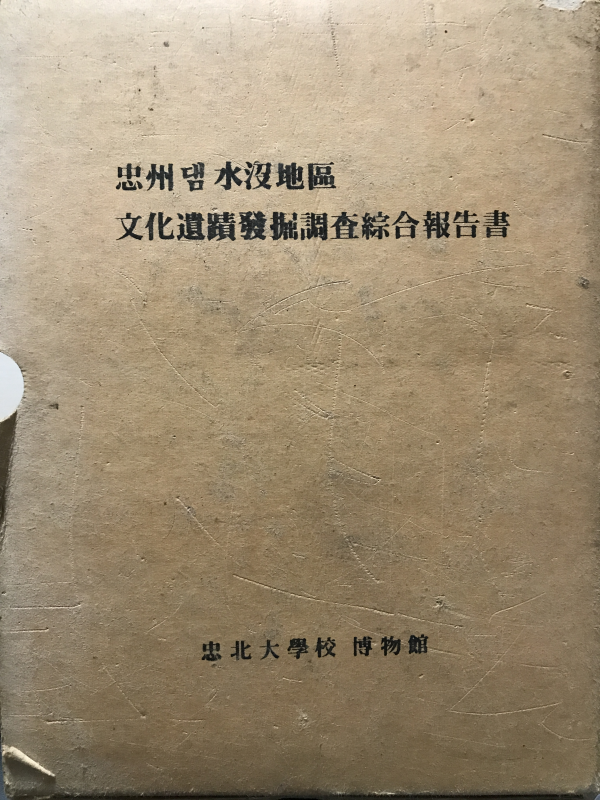 忠州댐 水沒地區
文化遺蹟發掘調査綜合報告書
忠北大學校 博物館